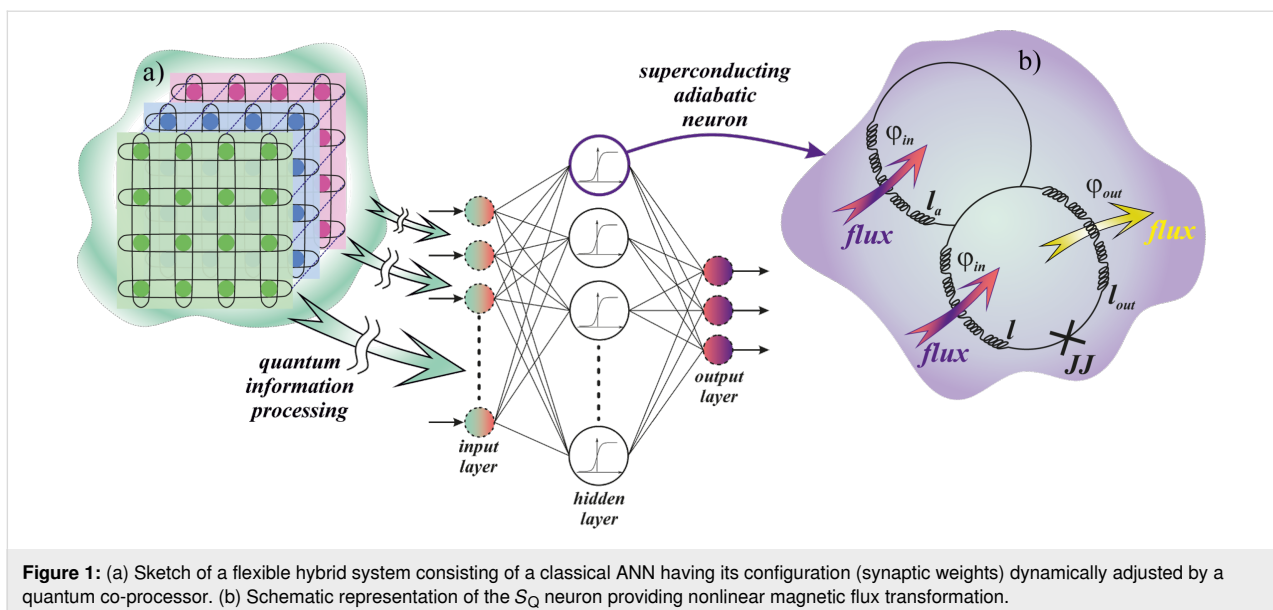 a)
quantum
information
processing
input
layer
hidden
layer
output
layer
superconducting
adiabatic
neuron
b)
φin
la
flux
φin
l
flux
φout
flux
lout
JJ
Figure 1: (a) Sketch of a flexible hybrid system consisting of a classical ANN having its configuration (synaptic weights) dynamically adjusted by a
quantum co-processor. (b) Schematic representation of the SQ neuron providing nonlinear magnetic flux transformation.